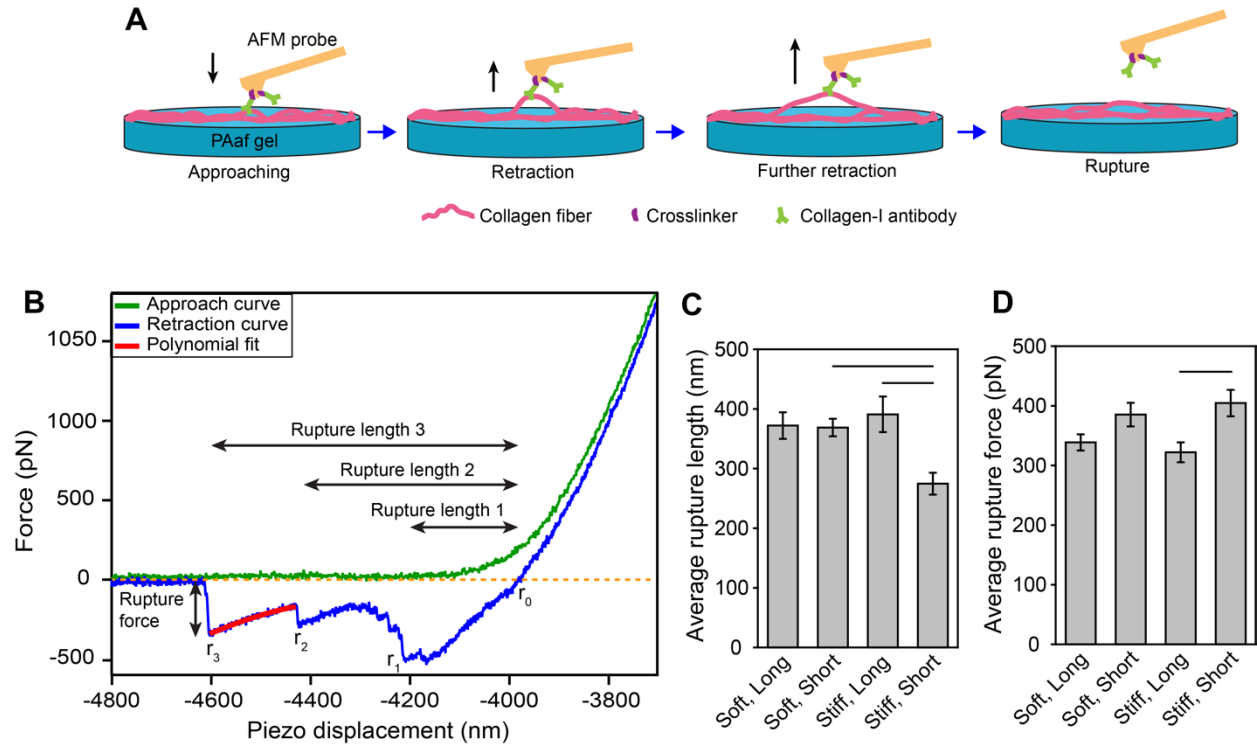 A
AFM probe
PAaf gel
Approaching
Retraction
Further retraction
Rupture
Collagen fiber
Crosslinker
Collagen-I antibody
B
Approach curve
Retraction curve
Polynomial fit
Force (pN)
1050
1000
500
0
-500
Rupture length 3
Rupture length 2
Rupture length 1
Rupture
force
r3
r2
r1
r0
-4800
-4600
-4400
-4200
-4000
-3800
Piezo displacement (nm)
C
Average rupture length (nm)
500
400
300
200
100
0
Soft, Long
Soft, Short
Stiff, Long
Stiff, Short
D
Average rupture force (pN)
500
400
300
200
100
0
Soft, Long
Soft, Short
Stiff, Long
Stiff, Short